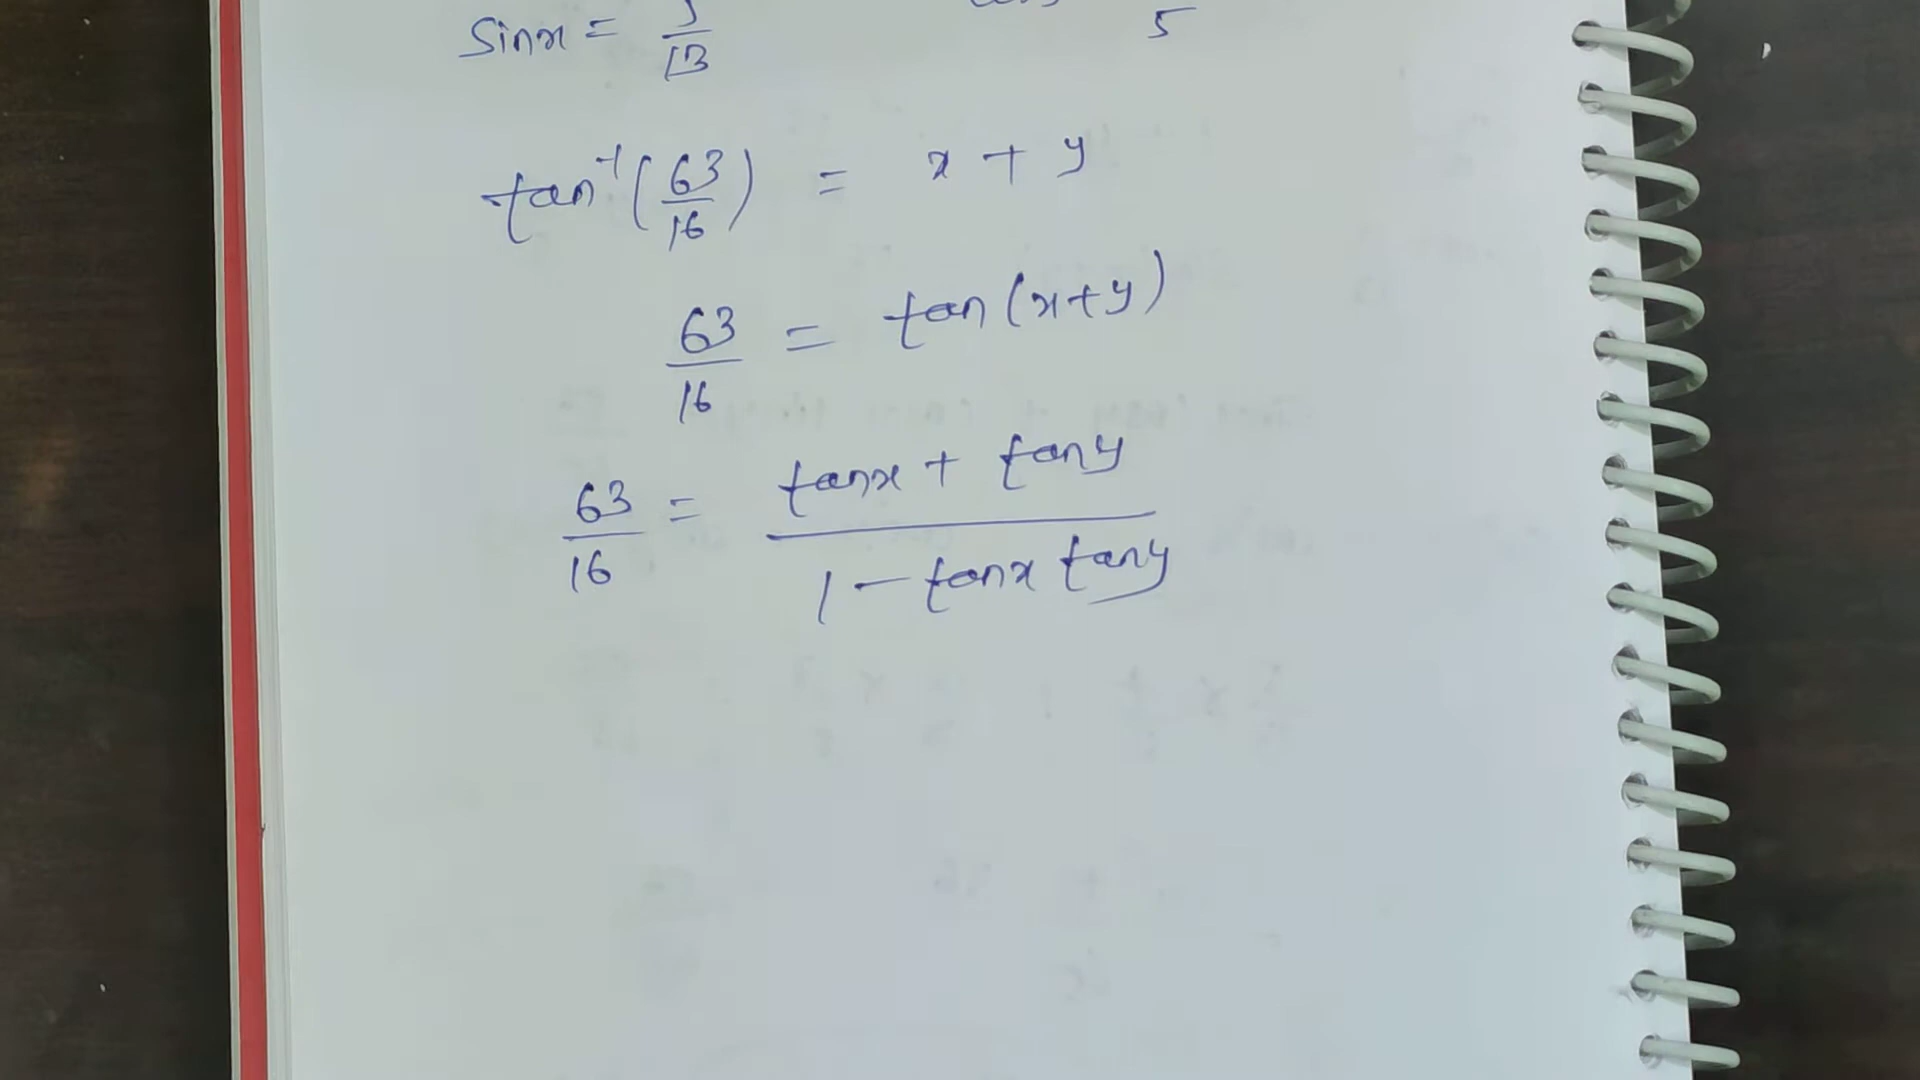 Sinx = /13 5
tan⁻¹(63/16) = x + y
63/16 = tan(x+y)
63/16 = tanx + tany / 1 - tanx tany